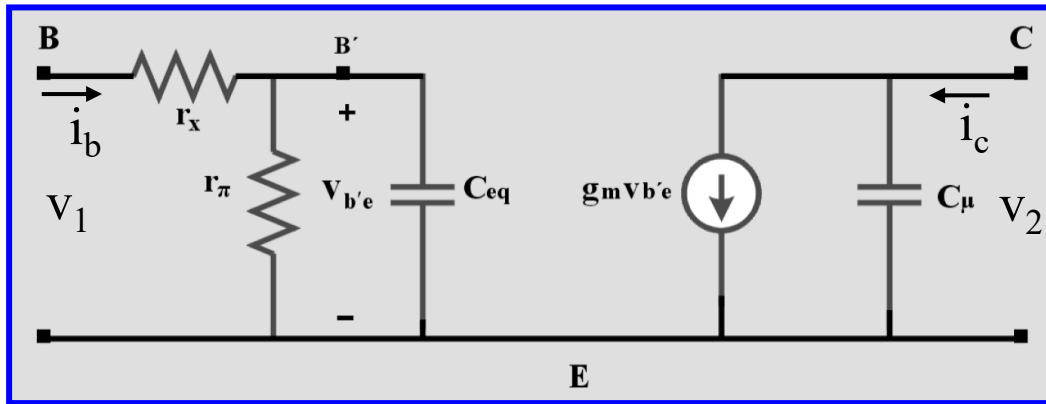 B
B´
C
+
i_b
r_x
i_c
r_π
V_b'e
C_eq
g_m v_b´e
C_μ
V_1
V_2
−
E